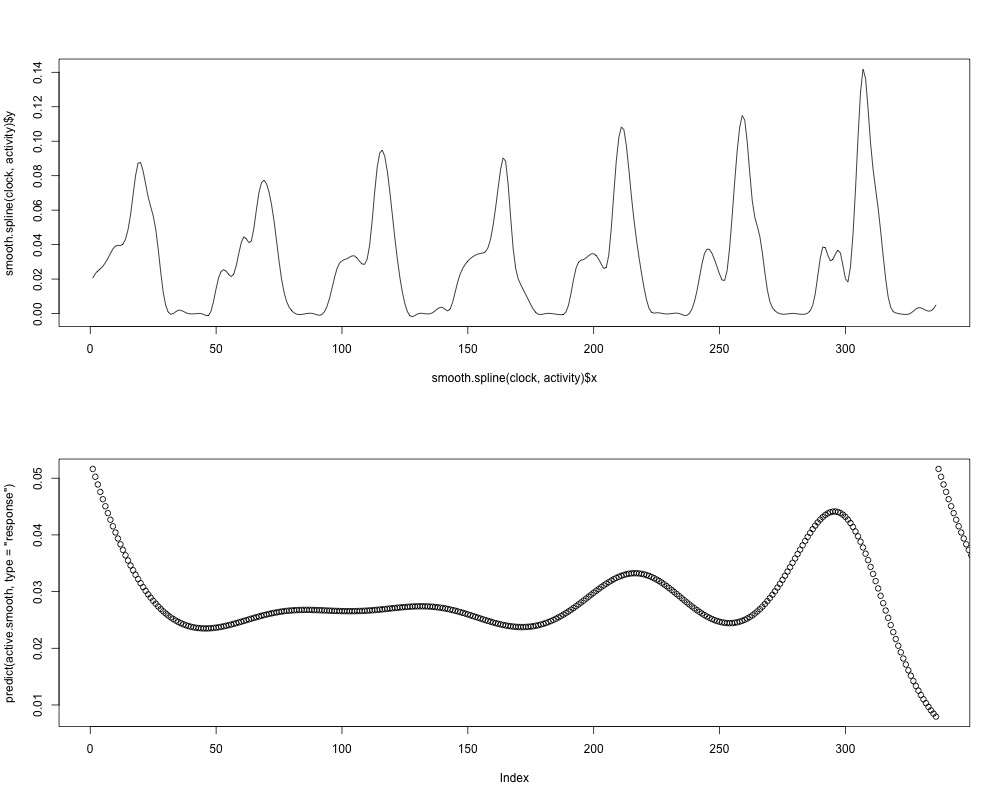 smooth.spline(clock, activity)$y
0.00 0.02 0.04 0.06 0.08 0.10 0.12 0.14
0 50 100 150 200 250 300
smooth.spline(clock, activity)$x
predict(active.smooth, type = "response")
0.01 0.02 0.03 0.04 0.05
0 50 100 150 200 250 300
Index